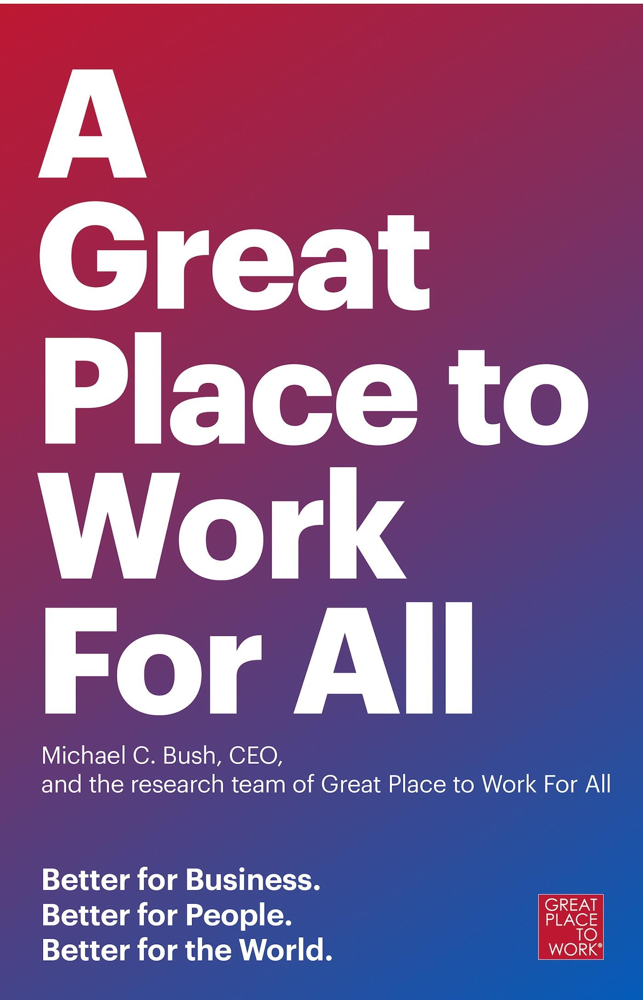 A
Great
Place to
Work
For All
Michael C. Bush, CEO,
and the research team of Great Place to Work For All
Better for Business.
Better for People.
Better for the World.
GREAT
PLACE
TO
WORK®